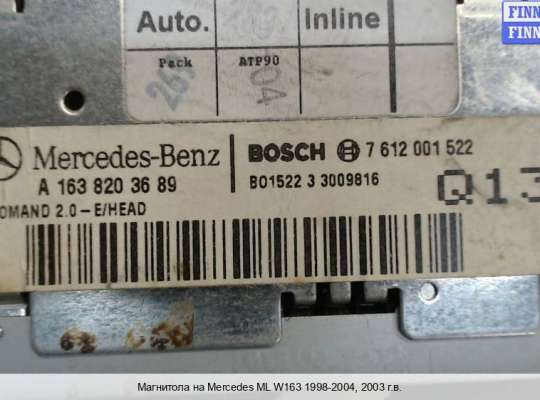 FINN
FINN
Auto.
Inline
Pack
ATP90
Mercedes-Benz
BOSCH 7 612 001 522
A 163 820 36 89
BO1522 3 3009816
Q13
OMAND 2.0-E/HEAD
Магнитола на Mercedes ML W163 1998-2004, 2003 г.в.